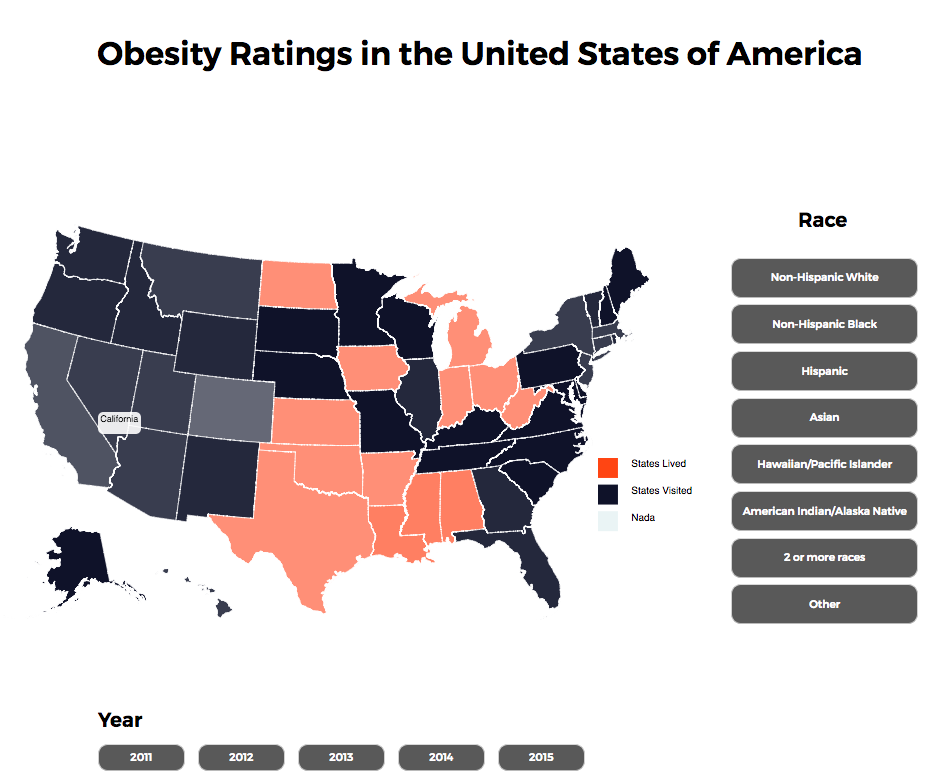 Obesity Ratings in the United States of America
Race
Non-Hispanic White
Non-Hispanic Black
Hispanic
Asian
Hawaiian/Pacific Islander
American Indian/Alaska Native
2 or more races
Other
California
States Lived
States Visited
Nada
Year
2011
2012
2013
2014
2015